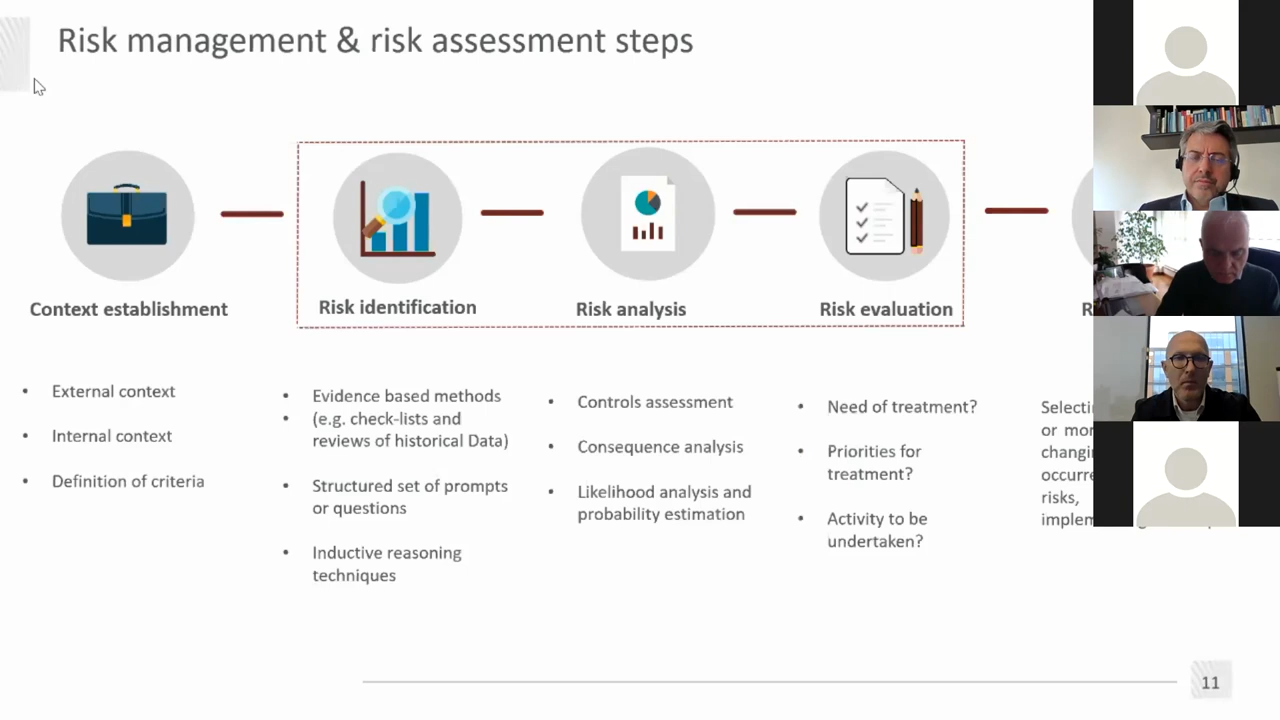 Risk management & risk assessment steps
Context establishment
Risk identification
Risk analysis
Risk evaluation
• External context
• Internal context
• Definition of criteria
• Evidence based methods
• (e.g. check-lists and
reviews of historical Data)
• Structured set of prompts
or questions
• Inductive reasoning
techniques
• Controls assessment
• Consequence analysis
• Likelihood analysis and
probability estimation
• Need of treatment?
• Priorities for
treatment?
• Activity to be
undertaken?
or
risks,
11